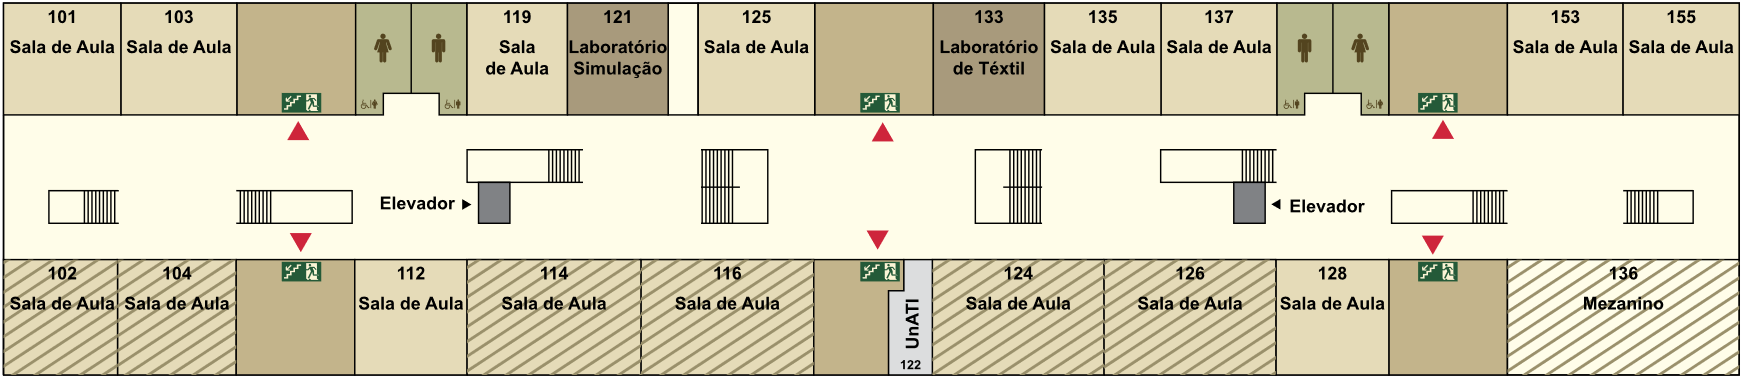 101
Sala de Aula
103
Sala de Aula
119
Sala
de Aula
121
Laboratório
Simulação
125
Sala de Aula
133
Laboratório
de Téxtil
135
Sala de Aula
137
Sala de Aula
153
Sala de Aula
155
Sala de Aula
Elevador
Elevador
102
Sala de Aula
104
Sala de Aula
112
Sala de Aula
114
Sala de Aula
116
Sala de Aula
UnATI
122
124
Sala de Aula
126
Sala de Aula
128
Sala de Aula
136
Mezanino